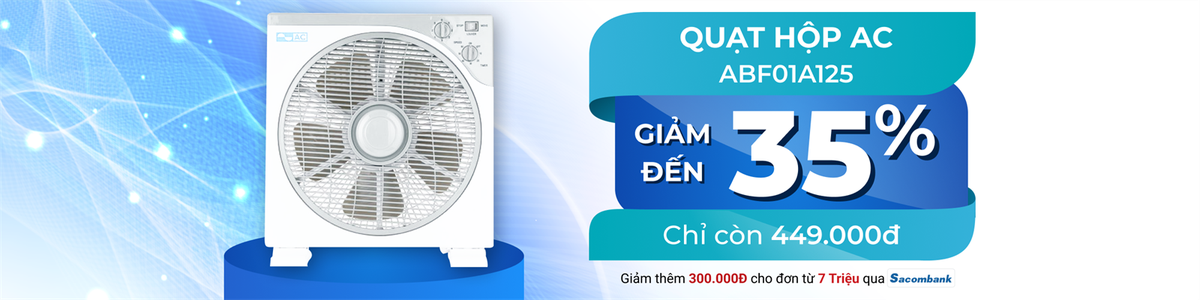 AC
QUẠT HỘP AC
ABF01A125
GIẢM
ĐẾN
35%
Chỉ còn 449.000đ
Giảm thêm 300.000Đ cho đơn từ 7 Triệu qua Sacombank